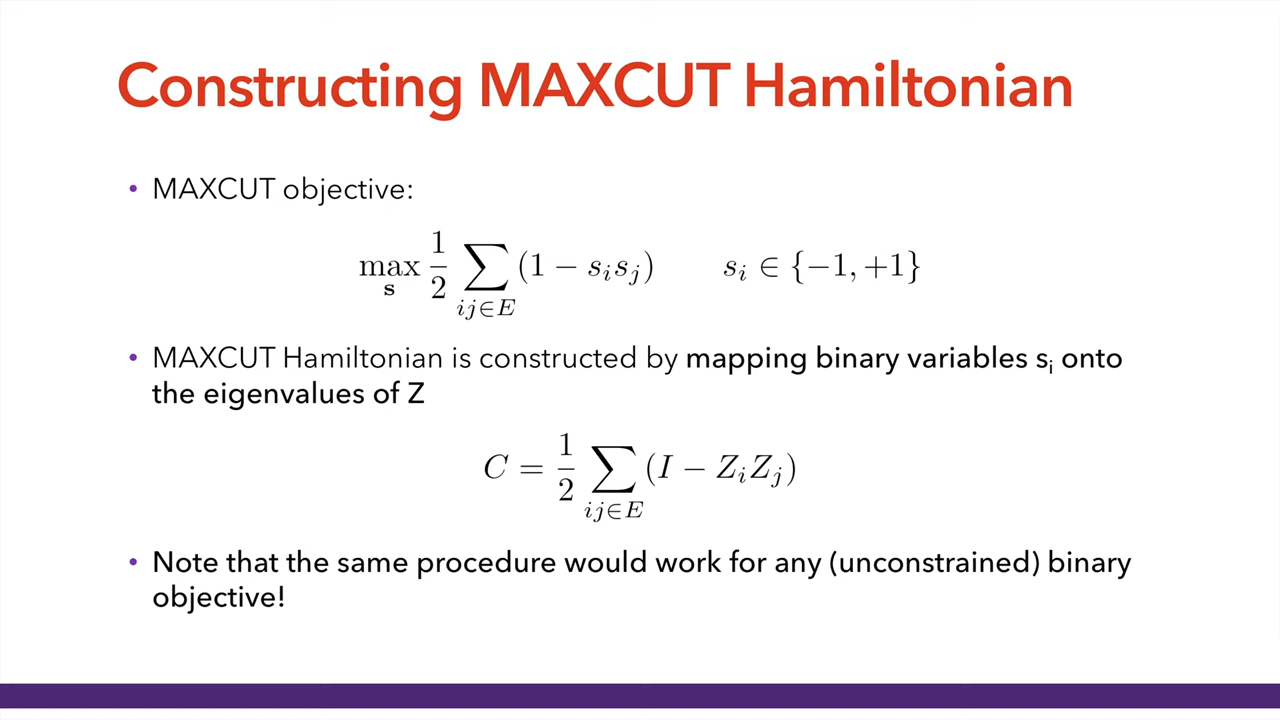 Constructing MAXCUT Hamiltonian
• MAXCUT objective:
max_s 1/2 ∑_{ij∈E} (1 − s_i s_j)    s_i ∈ {−1, +1}
• MAXCUT Hamiltonian is constructed by mapping binary variables s_i onto
the eigenvalues of Z
C = 1/2 ∑_{ij∈E} (I − Z_i Z_j)
• Note that the same procedure would work for any (unconstrained) binary
objective!